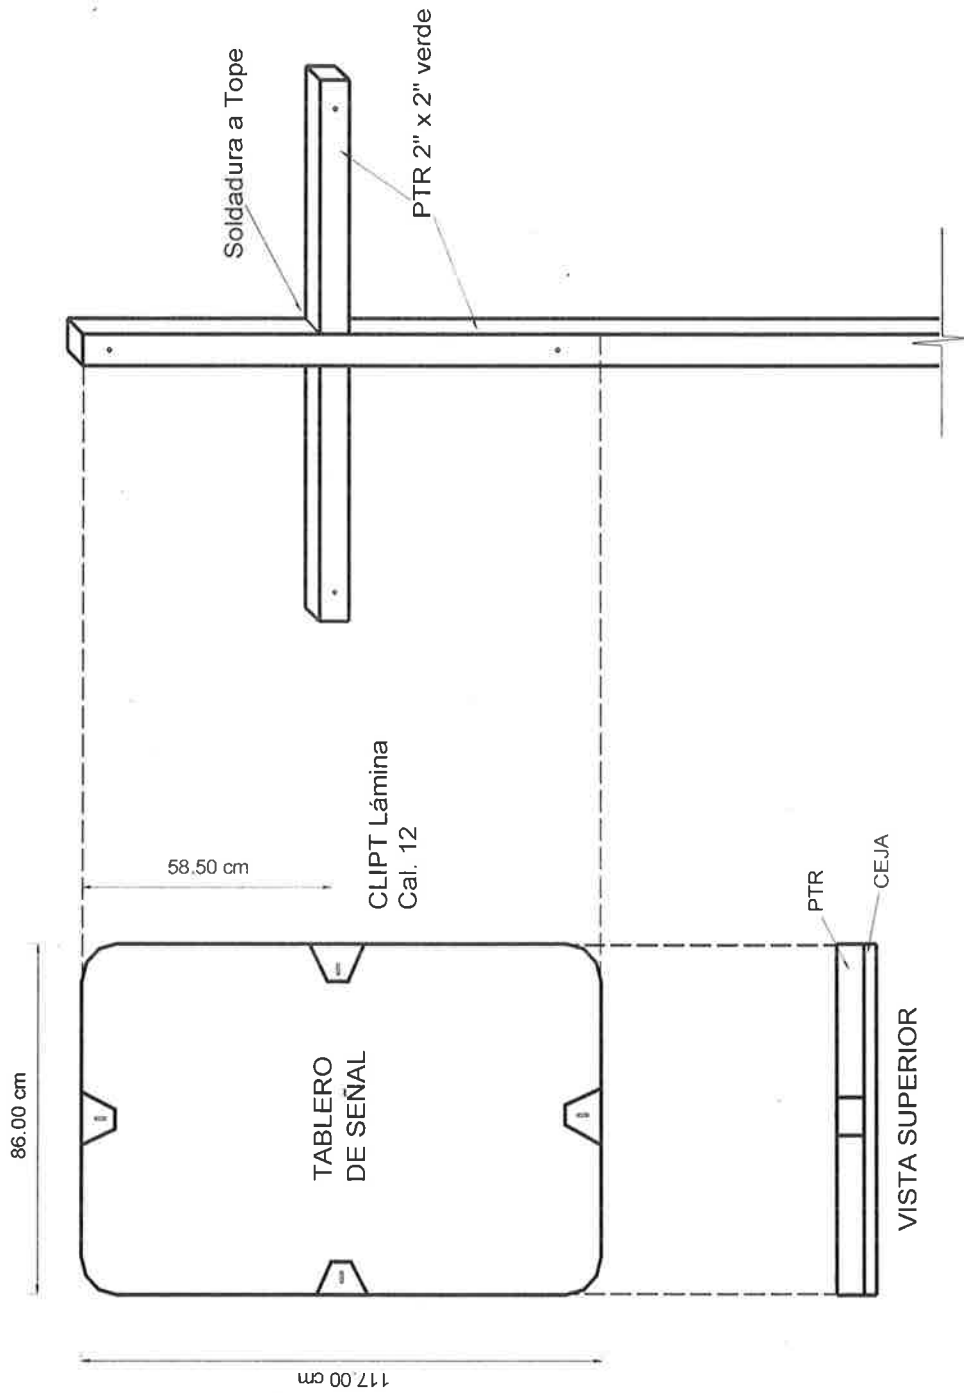 Soldadura a Tope
PTR 2" x 2" verde
58.50 cm
CLIPT Lámina
Cal. 12
86.00 cm
TABLERO
DE SEÑAL
117.00 cm
PTR
CEJA
VISTA SUPERIOR